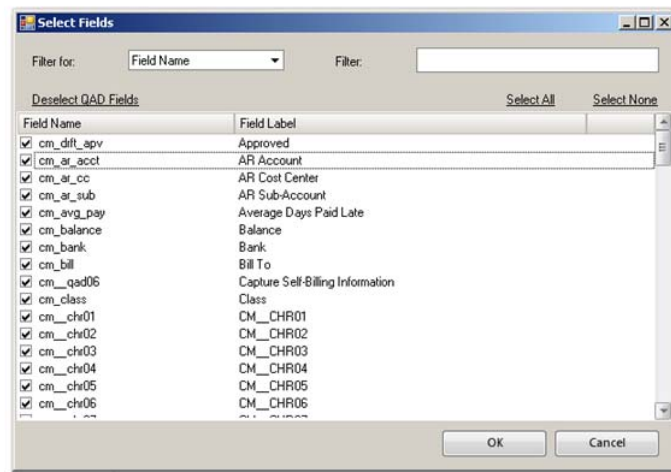 Select Fields
Filter for: Field Name Filter:
Deselect QAD Fields Select All Select None
Field Name Field Label
cm_drft_apv Approved
cm_ar_acct AR Account
cm_ar_cc AR Cost Center
cm_ar_sub AR Sub-Account
cm_avg_pay Average Days Paid Late
cm_balance Balance
cm_bank Bank
cm_bill Bill To
cm__qad06 Capture Self-Billing Information
cm_class Class
cm__chr01 CM__CHR01
cm__chr02 CM__CHR02
cm__chr03 CM__CHR03
cm__chr04 CM__CHR04
cm__chr05 CM__CHR05
cm__chr06 CM__CHR06
OK Cancel